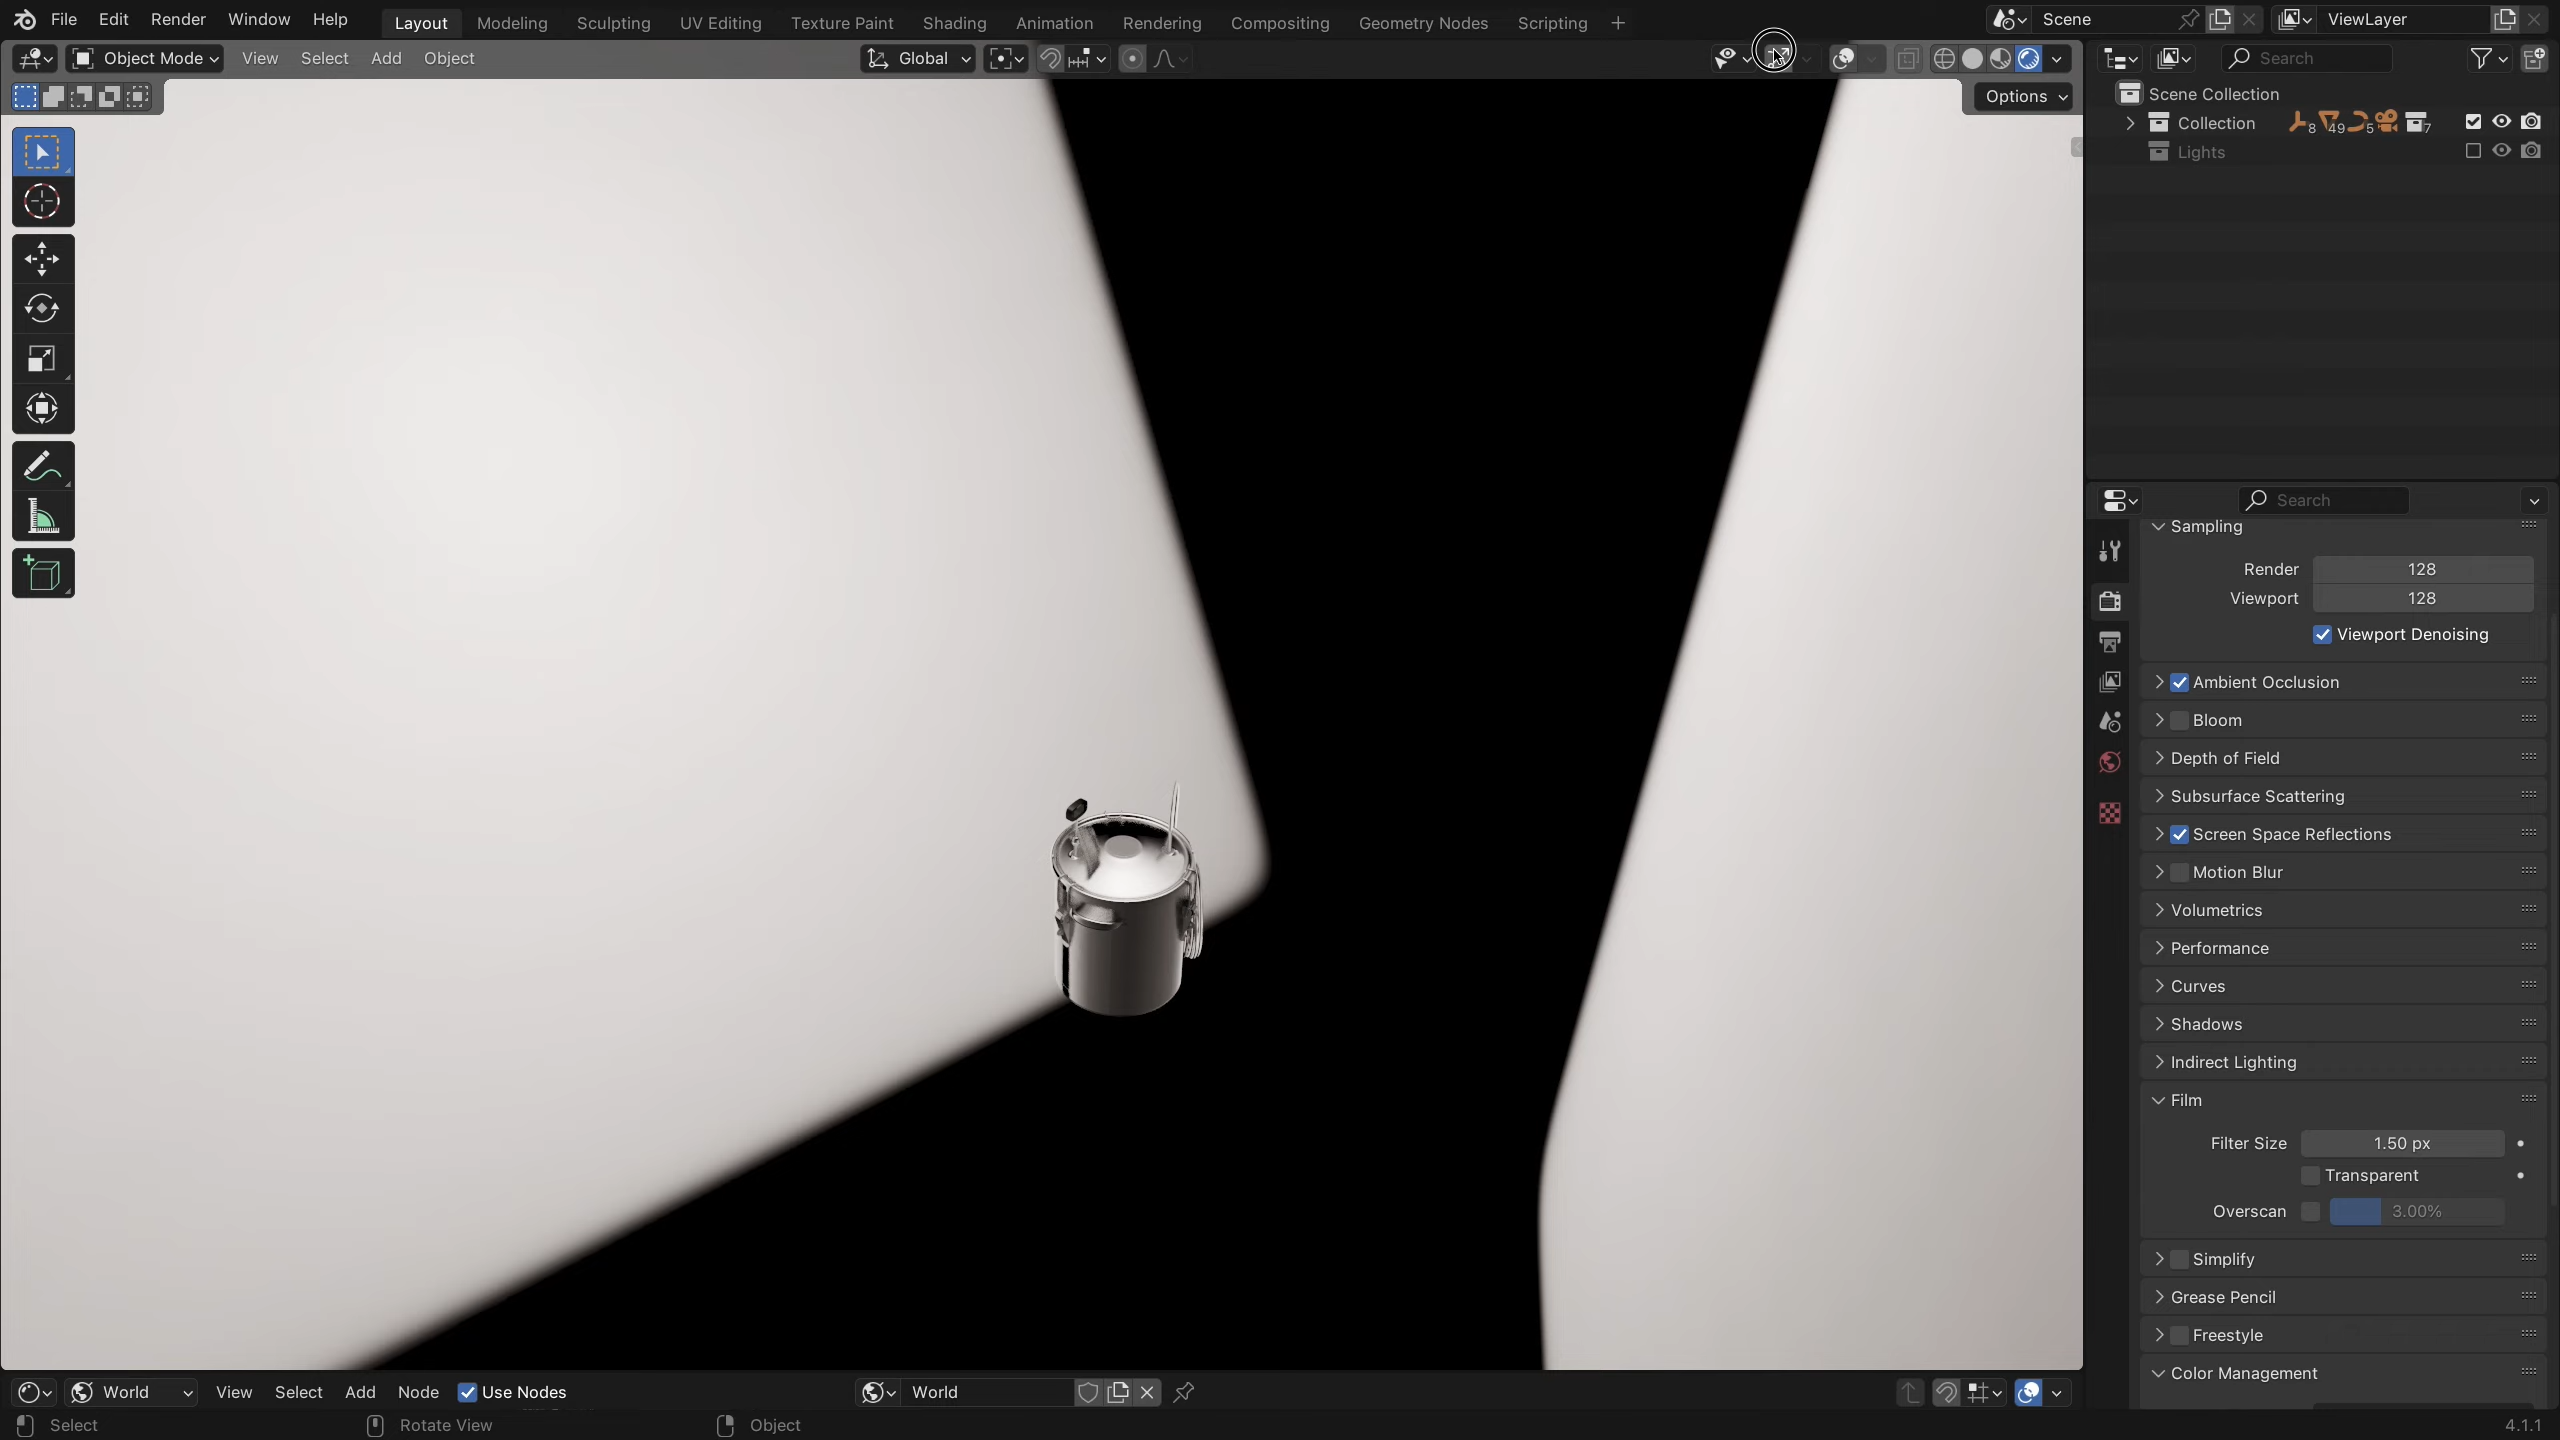 File Edit Render Window Help Layout Modeling Sculpting UV Editing Texture Paint Shading Animation Rendering Compositing Geometry Nodes Scripting + Scene ViewLayer
Object Mode View Select Add Object Global Search
Options
Scene Collection
Collection 8 49 5 7
Lights
Search
Sampling
Render 128
Viewport 128
Viewport Denoising
Ambient Occlusion
Bloom
Depth of Field
Subsurface Scattering
Screen Space Reflections
Motion Blur
Volumetrics
Performance
Curves
Shadows
Indirect Lighting
Film
Filter Size 1.50 px
Transparent
Overscan 3.00%
Simplify
Grease Pencil
Freestyle
Color Management
World View Select Add Node Use Nodes World
Select Rotate View Object 4.1.1